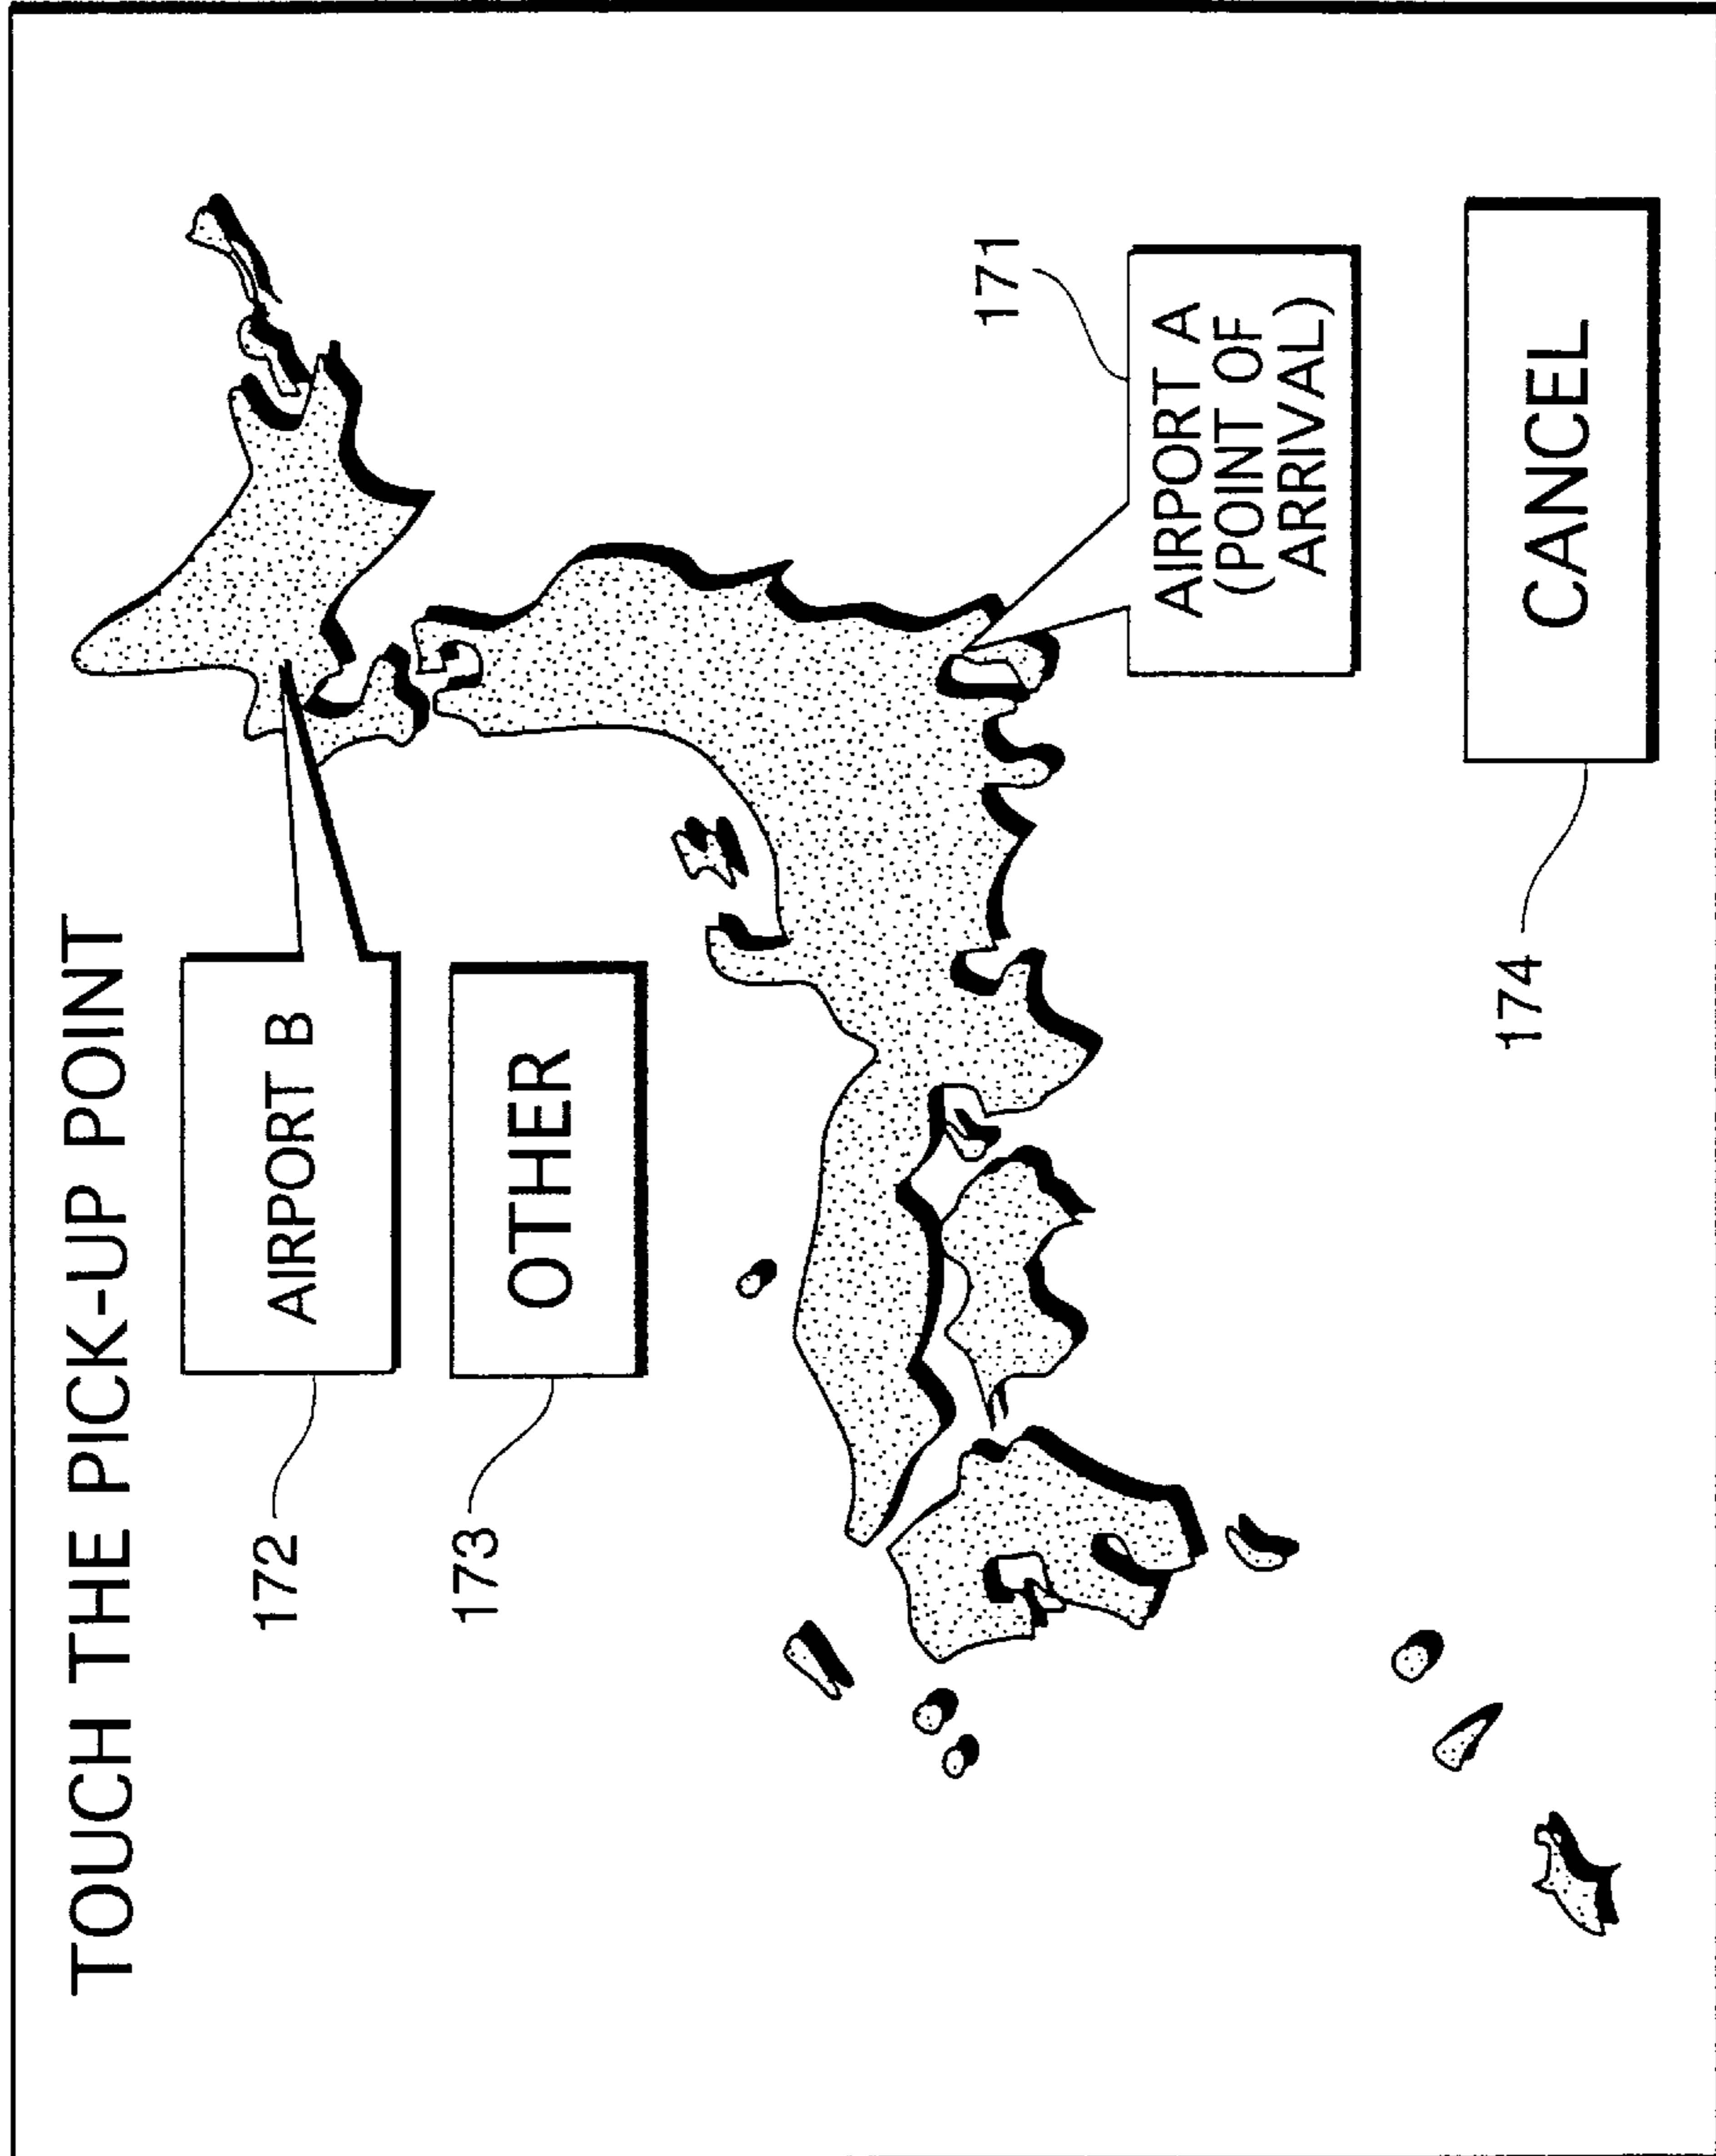 TOUCH THE PICK-UP POINT
172
AIRPORT B
173
OTHER
171
AIRPORT A
(POINT OF
ARRIVAL)
174
CANCEL